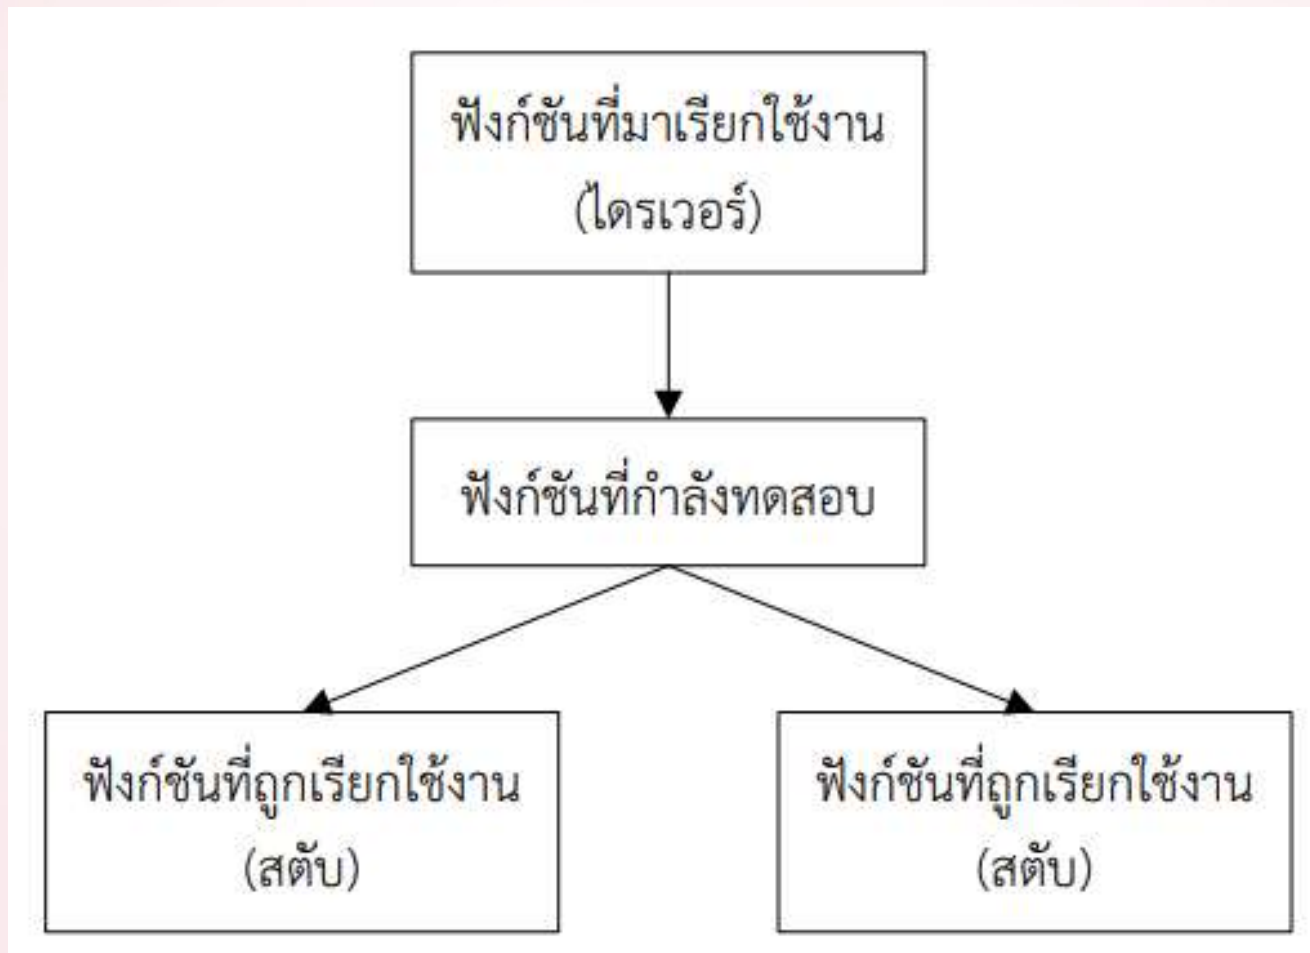 ฟังก์ชันที่มาเรียกใช้งาน
(ไดรเวอร์)
ฟังก์ชันที่กำลังทดสอบ
ฟังก์ชันที่ถูกเรียกใช้งาน
(สตับ)
ฟังก์ชันที่ถูกเรียกใช้งาน
(สตับ)